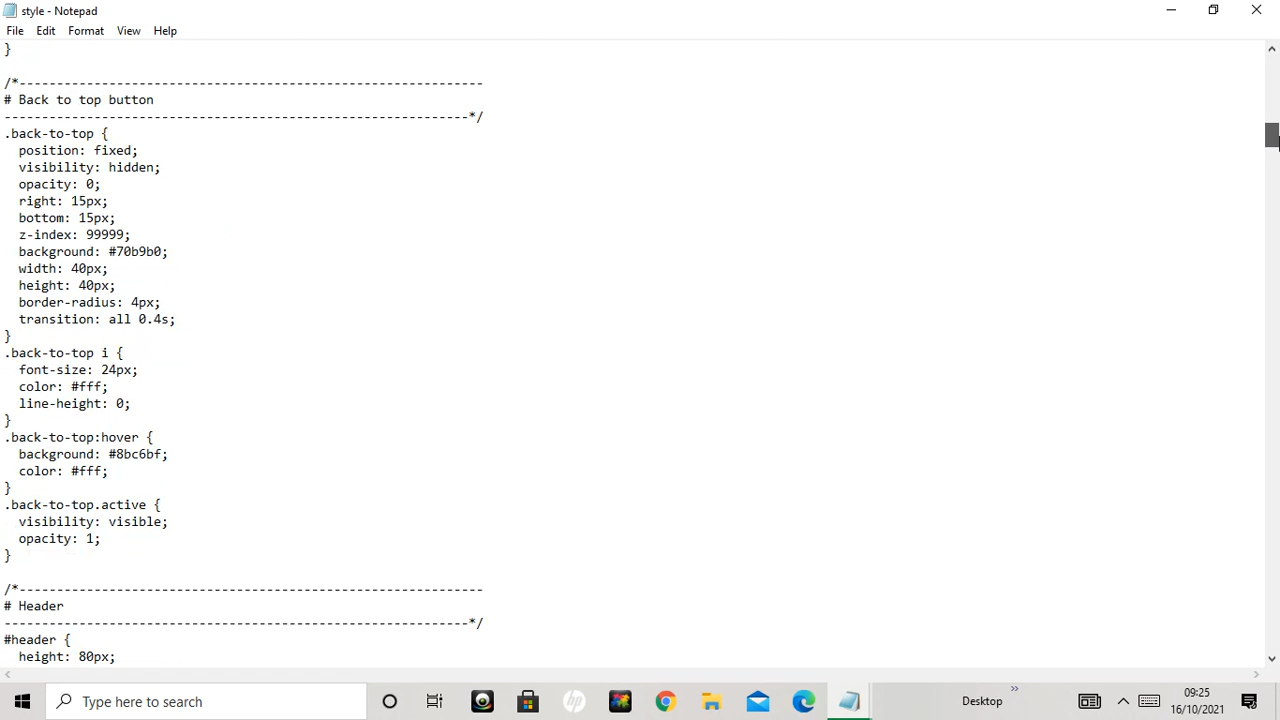 style - Notepad
File Edit Format View Help
}
/*------------------------------------------------------------
# Back to top button
--------------------------------------------------------------*/
.back-to-top {
  position: fixed;
  visibility: hidden;
  opacity: 0;
  right: 15px;
  bottom: 15px;
  z-index: 99999;
  background: #70b9b0;
  width: 40px;
  height: 40px;
  border-radius: 4px;
  transition: all 0.4s;
}
.back-to-top i {
  font-size: 24px;
  color: #fff;
  line-height: 0;
}
.back-to-top:hover {
  background: #8bc6bf;
  color: #fff;
}
.back-to-top.active {
  visibility: visible;
  opacity: 1;
}
/*------------------------------------------------------------
# Header
--------------------------------------------------------------*/
#header {
  height: 80px;
Type here to search
hp
Desktop
09:25
16/10/2021